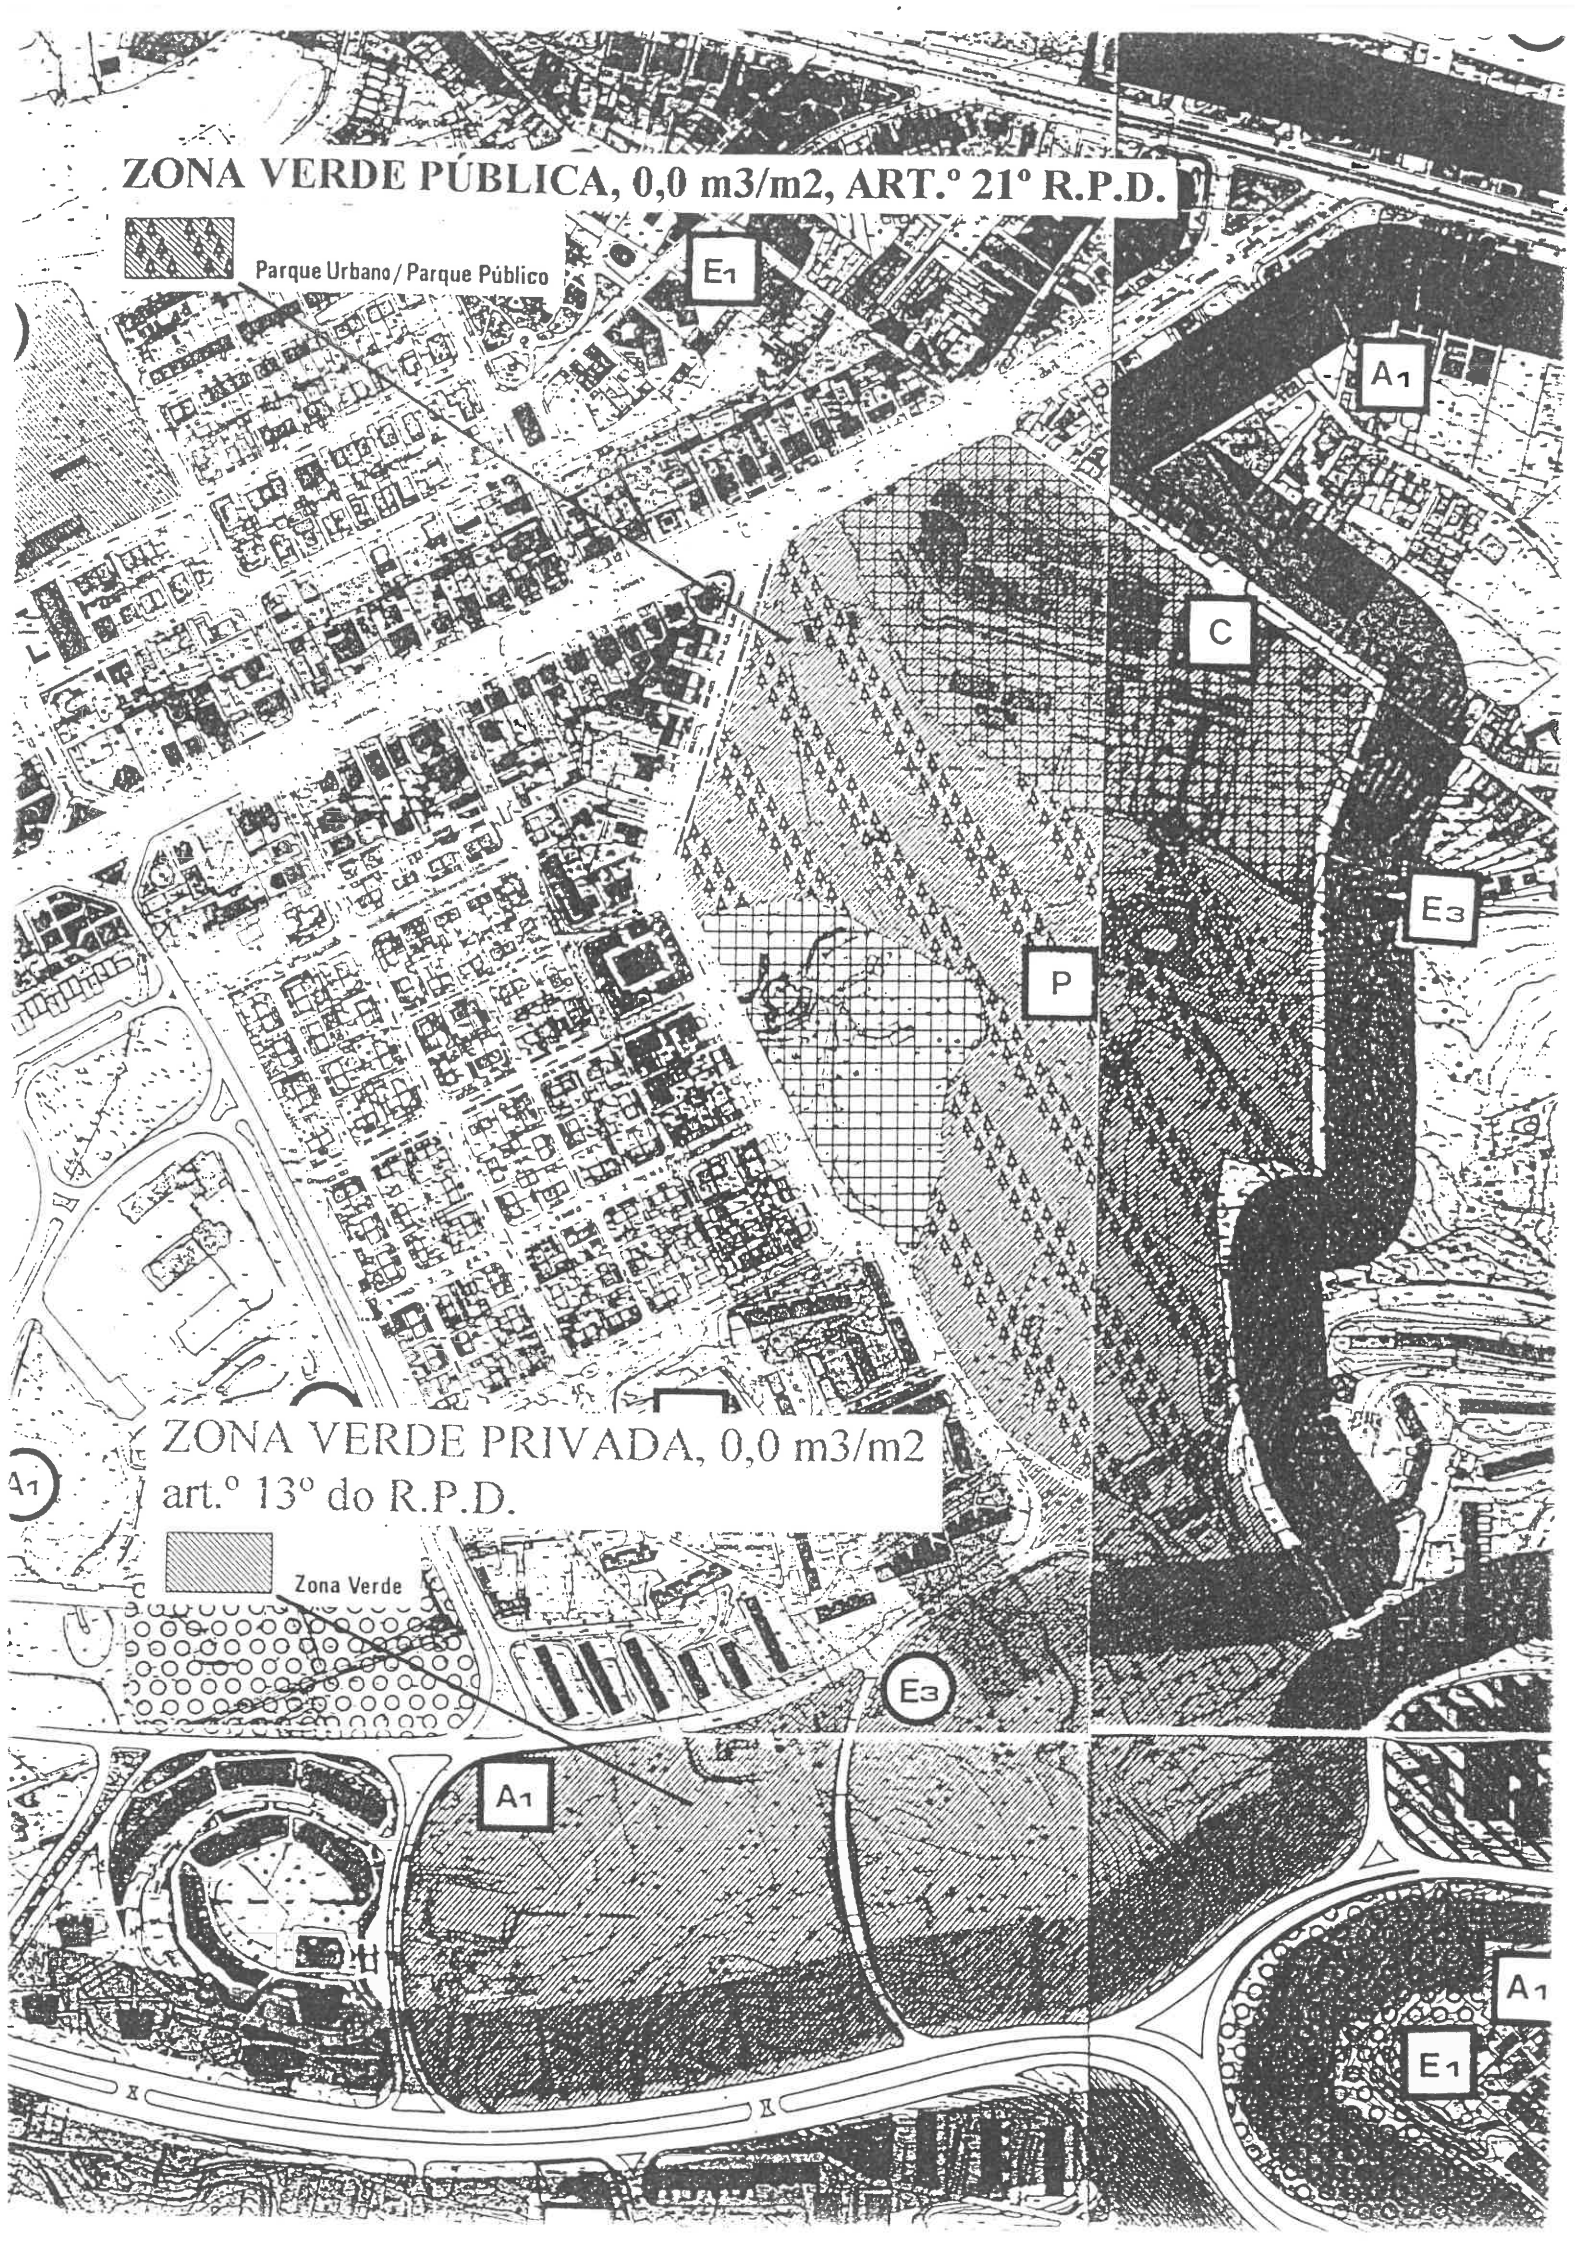 ZONA VERDE PÚBLICA, 0,0 m3/m2, ART.º 21º R.P.D.
Parque Urbano / Parque Público
E1
A1
C
E3
P
ZONA VERDE PRIVADA, 0,0 m3/m2
art.º 13º do R.P.D.
A1
Zona Verde
E3
A1
A1
E1